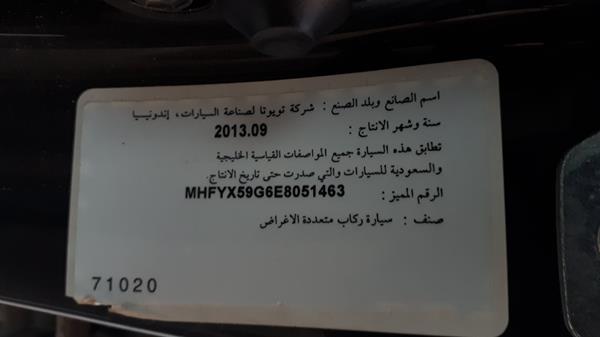 اسم الصانع وبلد الصنع : شركة تويوتا لصناعة السيارات، إندونيسيا
سنة وشهر الانتاج : 2013.09
تطابق هذه السيارة جميع المواصفات القياسية الخليجية
والسعودية للسيارات والتي صدرت حتى تاريخ الانتاج.
الرقم المميز : MHFYX59G6E8051463
صنف : سيارة ركاب متعددة الاغراض
71020